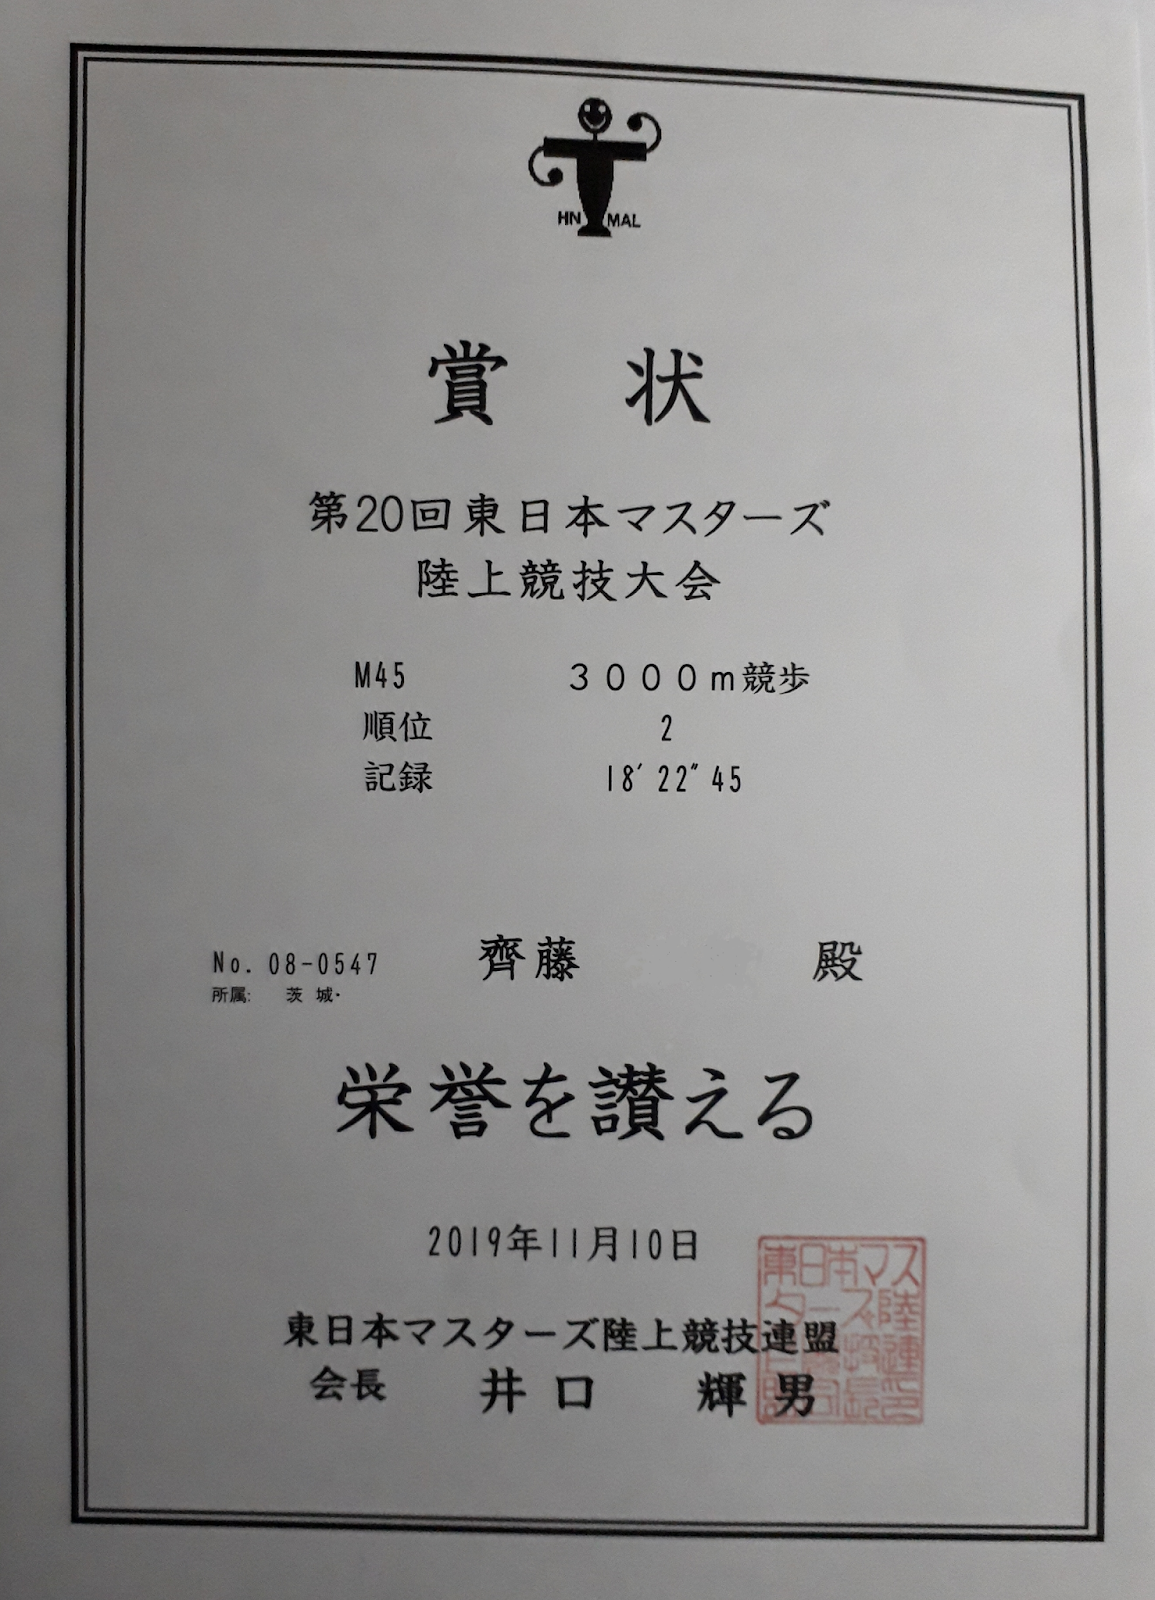 HN MAL
賞 状
第20回東日本マスターズ
陸上競技大会
M45 3000m競歩
順位 2
記録 18′22″45
No. 08-0547 齊藤 殿
所属: 茨 城・
栄誉を讃える
2019年11月10日
東日本マスターズ陸上競技連盟
会長 井口 輝男